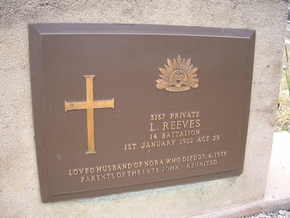 3167 PRIVATE
L. REEVES
14 BATTALION
1ST JANUARY 1922 AGE 29
LOVED HUSBAND OF NORA WHO DIED 27.4.1976
PARENTS OF THE LATE JOHN - REUNITED